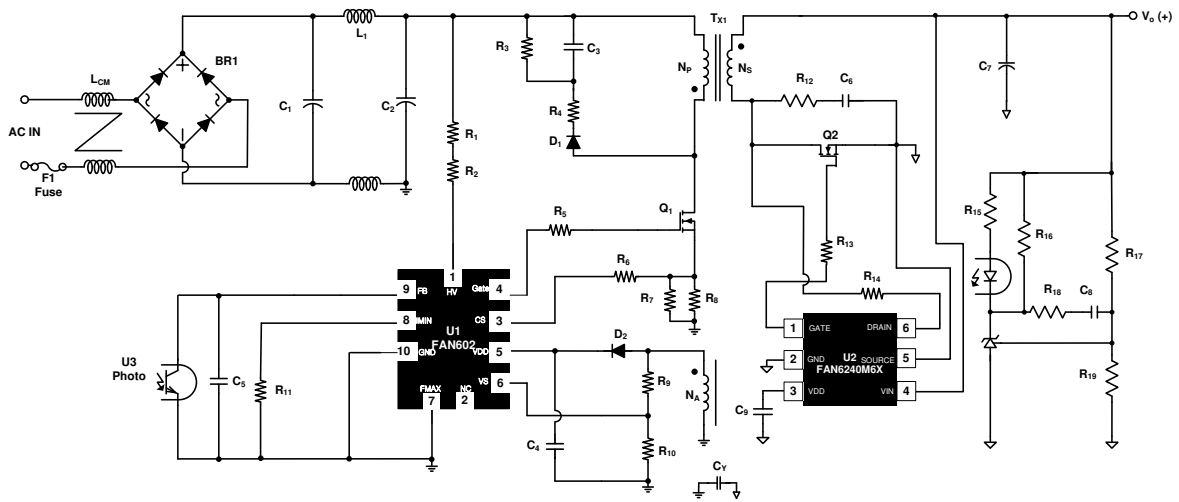 AC IN
F1
Fuse
LCM
BR1
+
~
~
–
C1
L1
C2
R1
R2
R3
C3
R4
D1
TX1
NP
NS
Vo (+)
C7
R12
C6
Q2
Q1
R5
R6
R7
R8
R13
R14
R15
R16
R17
R18
C8
R19
1
HV
9 FB
Gate 4
8 IMIN
CS 3
U1
FAN602
10 GND
VDD 5
VS 6
FMAX
7
NC
2
U3
Photo
C5
R11
D2
R9
NA
C4
R10
CY
1 GATE
DRAIN 6
2 GND
U2
SOURCE 5
FAN6240M6X
3 VDD
VIN 4
C9